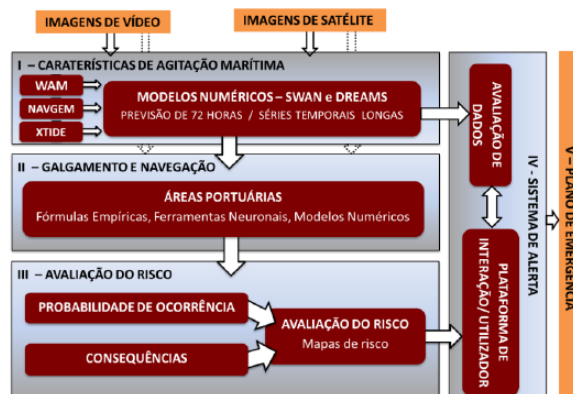 IMAGENS DE VÍDEO
IMAGENS DE SATÉLITE
I – CARATERÍSTICAS DE AGITAÇÃO MARÍTIMA
WAM
NAVGEM
XTIDE
MODELOS NUMÉRICOS – SWAN e DREAMS
PREVISÃO DE 72 HORAS / SÉRIES TEMPORAIS LONGAS
II – GALGAMENTO E NAVEGAÇÃO
ÁREAS PORTUÁRIAS
Fórmulas Empíricas, Ferramentas Neuronais, Modelos Numéricos
III – AVALIAÇÃO DO RISCO
PROBABILIDADE DE OCORRÊNCIA
CONSEQUÊNCIAS
AVALIAÇÃO DO RISCO
Mapas de risco
AVALIAÇÃO DE
DADOS
PLATAFORMA DE
INTERAÇÃO/ UTILIZADOR
IV - SISTEMA DE ALERTA
V – PLANO DE EMERGÊNCIA